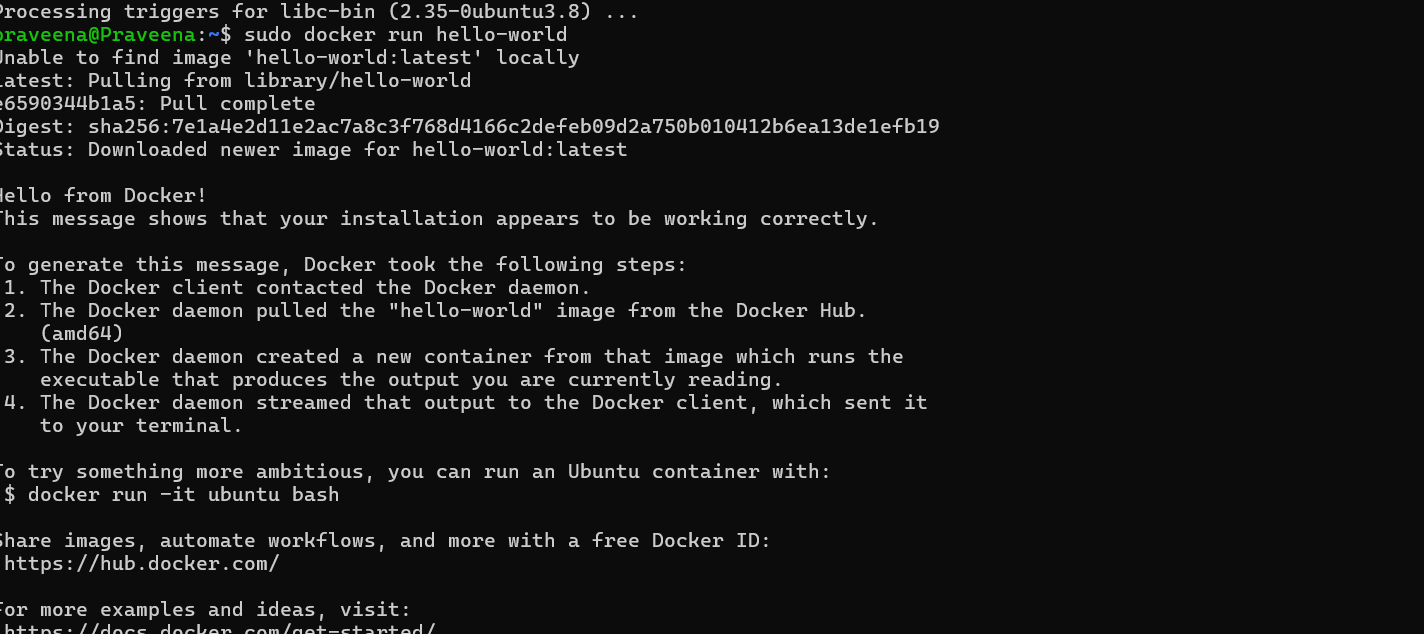 Processing triggers for libc-bin (2.35-0ubuntu3.8) ...
praveena@Praveena:~$ sudo docker run hello-world
Unable to find image 'hello-world:latest' locally
latest: Pulling from library/hello-world
e6590344b1a5: Pull complete
Digest: sha256:7e1a4e2d11e2ac7a8c3f768d4166c2defeb09d2a750b010412b6ea13de1efb19
Status: Downloaded newer image for hello-world:latest
Hello from Docker!
This message shows that your installation appears to be working correctly.
To generate this message, Docker took the following steps:
1. The Docker client contacted the Docker daemon.
2. The Docker daemon pulled the "hello-world" image from the Docker Hub.
(amd64)
3. The Docker daemon created a new container from that image which runs the
executable that produces the output you are currently reading.
4. The Docker daemon streamed that output to the Docker client, which sent it
to your terminal.
To try something more ambitious, you can run an Ubuntu container with:
$ docker run -it ubuntu bash
Share images, automate workflows, and more with a free Docker ID:
https://hub.docker.com/
For more examples and ideas, visit:
https://docs.docker.com/get-started/